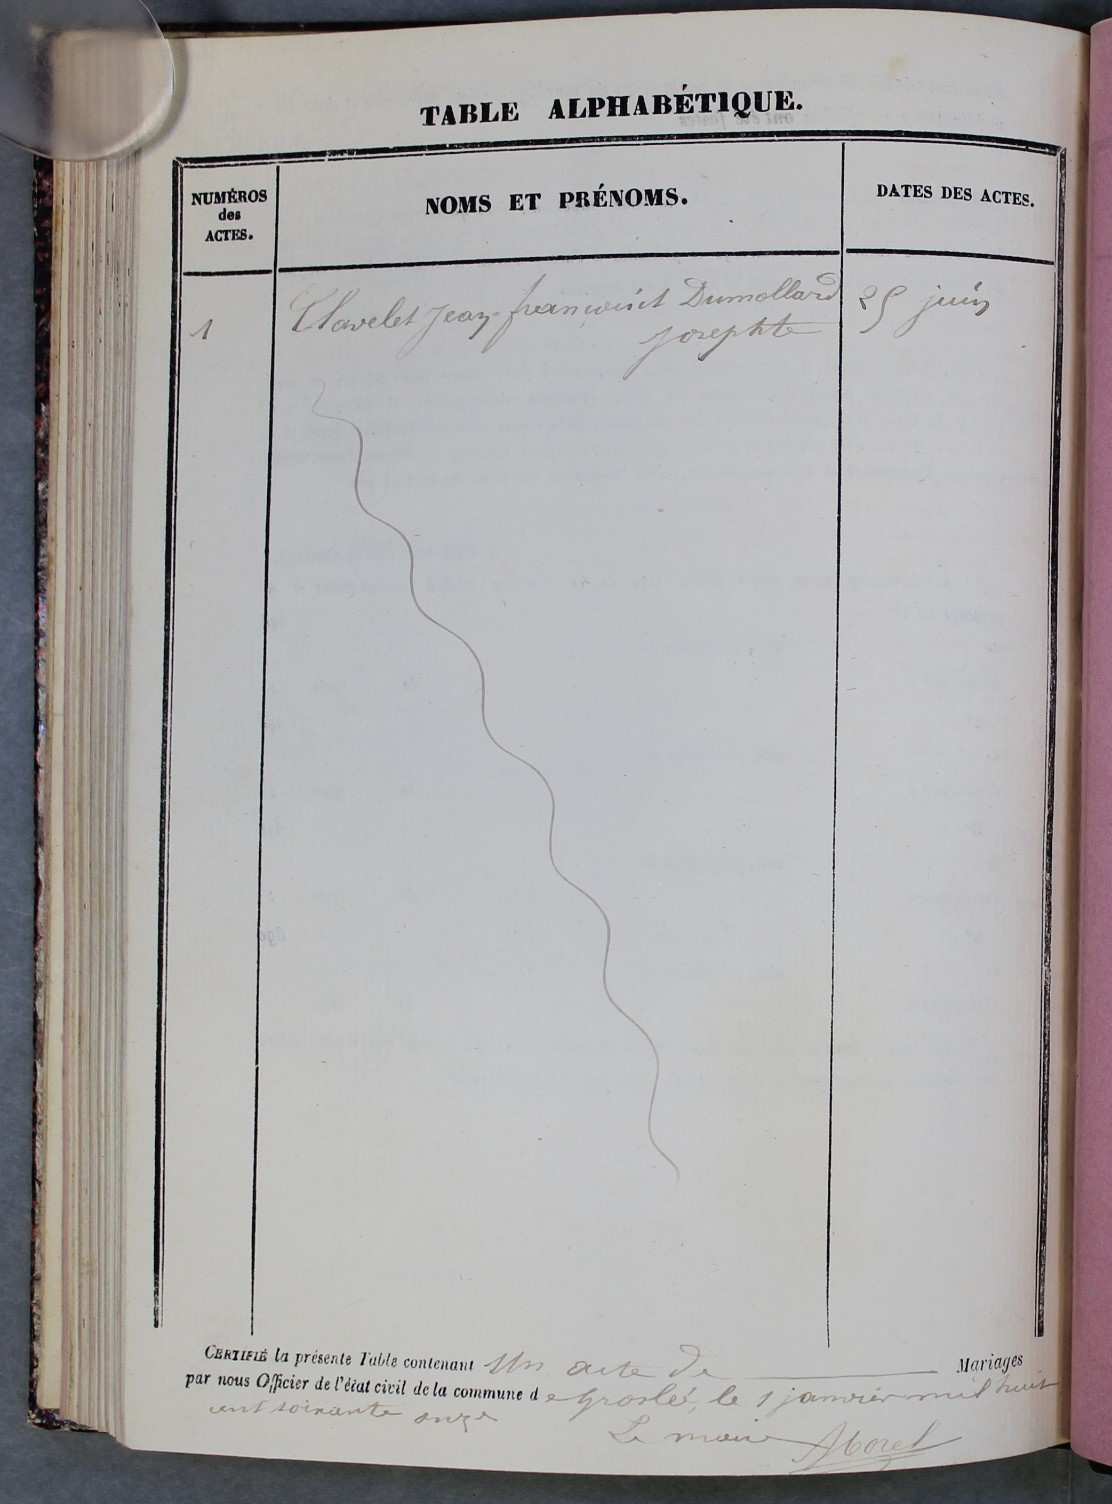 TABLE ALPHABÉTIQUE.
NUMÉROS
des
ACTES.
NOMS ET PRÉNOMS.
DATES DES ACTES.
1
Clavelet Jean-françois et Dumollard
Josephte
25 juin
CERTIFIÉ la présente Table contenant Un acte de Mariages
par nous Officier de l'état civil de la commune de Groslée, le 1 janvier mil huit
cent soixante onze
Le maire